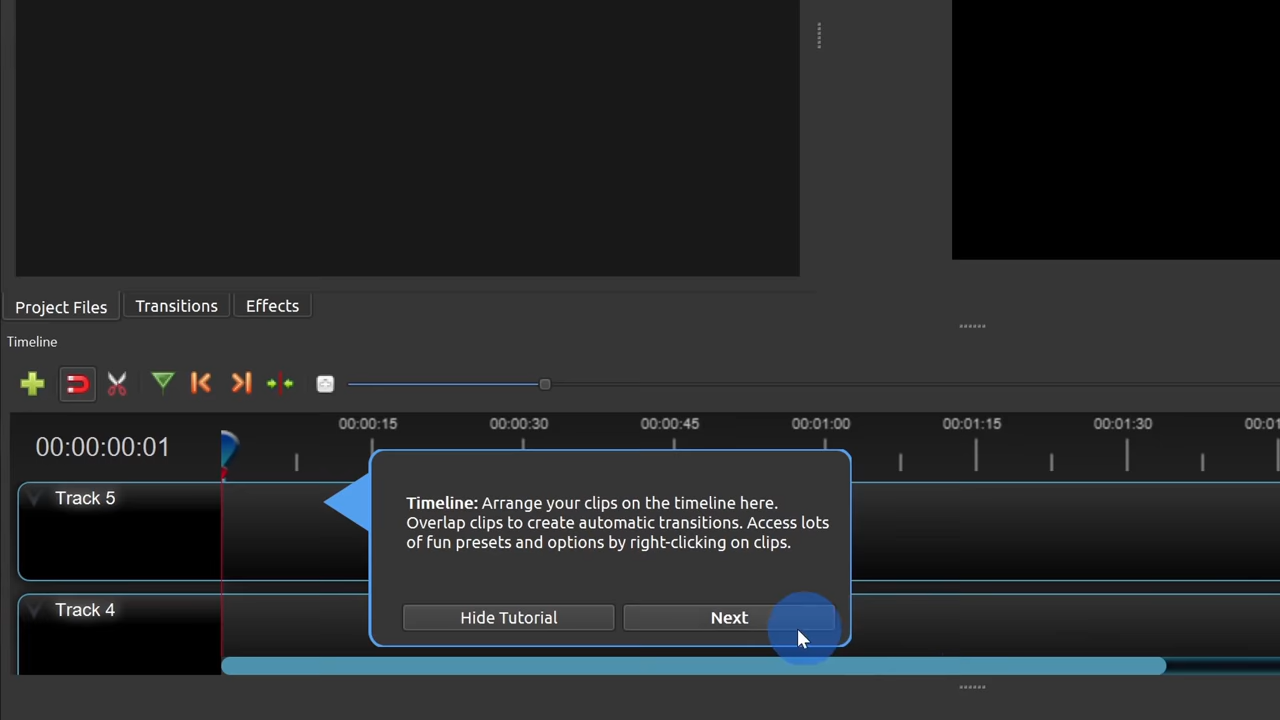 Project Files
Transitions
Effects
Timeline
00:00:15
00:00:30
00:00:45
00:01:00
00:01:15
00:01:30
00:00:00:01
Track 5
Timeline: Arrange your clips on the timeline here.
Overlap clips to create automatic transitions. Access lots
of fun presets and options by right-clicking on clips.
Track 4
Hide Tutorial
Next